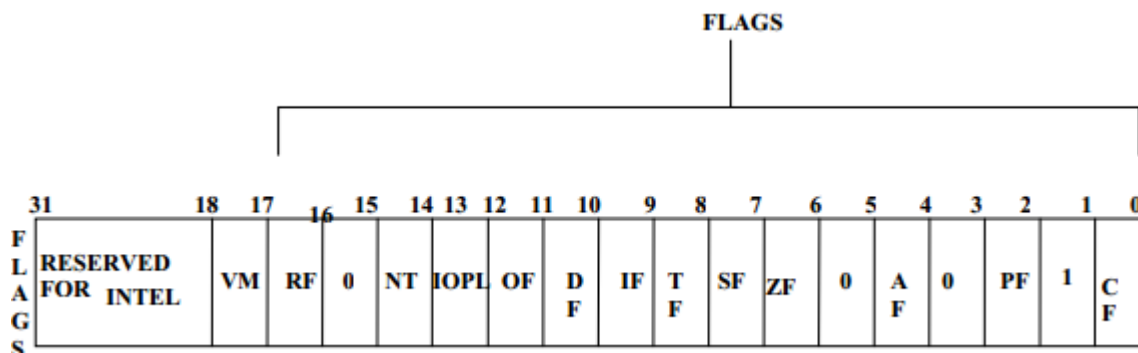 FLAGS
31 18 17 16 15 14 13 12 11 10 9 8 7 6 5 4 3 2 1 0
F
L
A
G
S
RESERVED
FOR INTEL
VM RF 0 NT IOPL OF D
F IF T
F SF ZF 0 A
F 0 PF 1 C
F